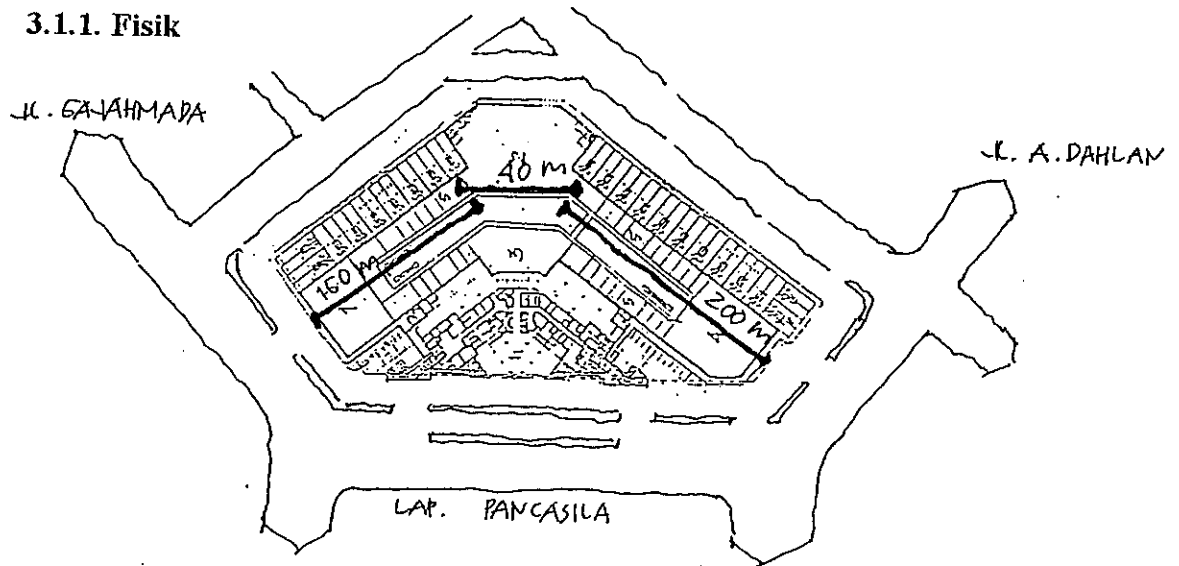 3.1.1. Fisik
JL. GAJAHMADA
JL. A. DAHLAN
40 m
160 m
200 m
LAP. PANCASILA